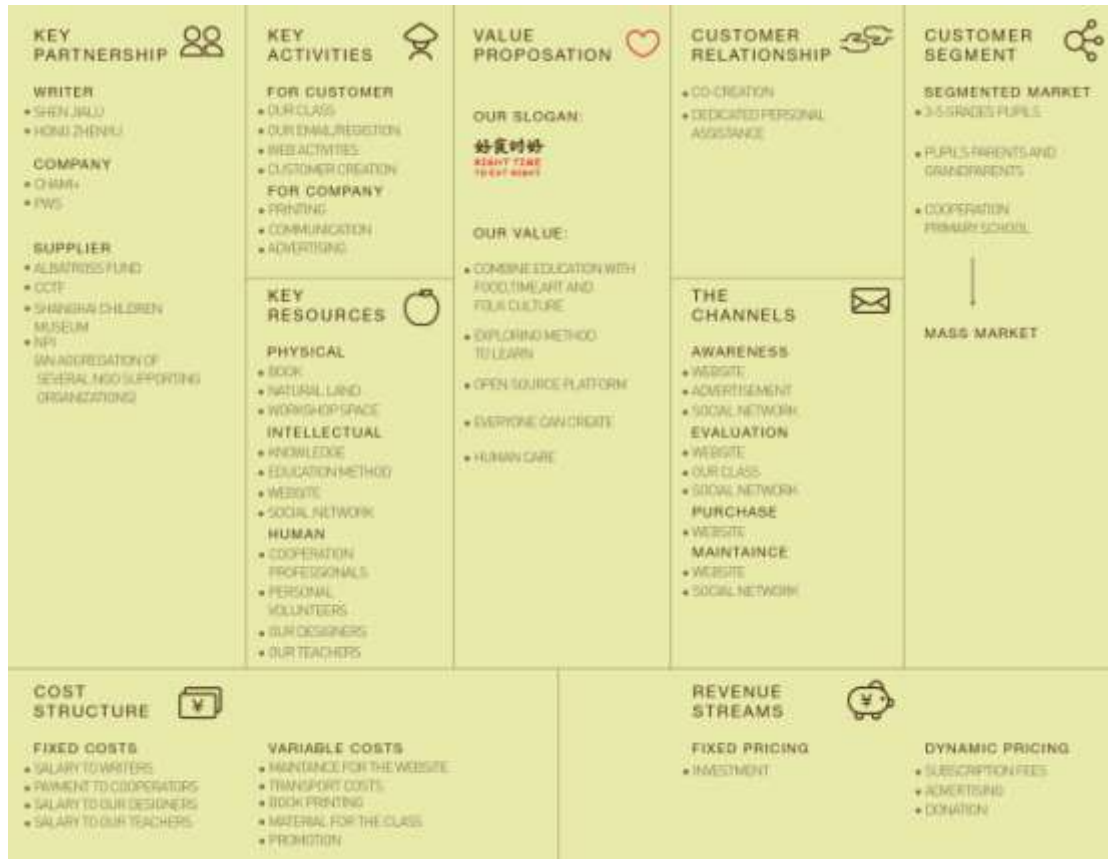 KEY
PARTNERSHIP
WRITER
SHEN JIALU
HONG ZHENYU
COMPANY
CHAMI+
PWS
SUPPLIER
ALBATROSS FUND
CCTF
SHANGHAI CHILDREN
MUSEUM
NPI
(AN AGGREGATION OF
SEVERAL NGO SUPPORTING
ORGANIZATIONS)
KEY
ACTIVITIES
FOR CUSTOMER
OUR CLASS
OUR EMAIL/REGISTION
WEB ACTIVITIES
CUSTOMER CREATION
FOR COMPANY
PRINTING
COMMUNICATION
ADVERTISING
KEY
RESOURCES
PHYSICAL
BOOK
NATURAL LAND
WORKSHOP SPACE
INTELLECTUAL
KNOWLEDGE
EDUCATION METHOD
WEBSITE
SOCIAL NETWORK
HUMAN
COOPERATION
PROFESSIONALS
PERSONAL
VOLUNTEERS
OUR DESIGNERS
OUR TEACHERS
VALUE
PROPOSATION
OUR SLOGAN:
好食时好
RIGHT TIME
TO EAT RIGHT
OUR VALUE:
COMBINE EDUCATION WITH
FOOD,TIME,ART AND
FOLK CULTURE
EXPLORING METHOD
TO LEARN
OPEN SOURCE PLATFORM
EVERYONE CAN CREATE
HUMAN CARE
CUSTOMER
RELATIONSHIP
CO-CREATION
DEDICATED PERSONAL
ASSISTANCE
THE
CHANNELS
AWARENESS
WEBSITE
ADVERTISEMENT
SOCIAL NETWORK
EVALUATION
WEBSITE
OUR CLASS
SOCIAL NETWORK
PURCHASE
WEBSITE
MAINTAINCE
WEBSITE
SOCIAL NETWORK
CUSTOMER
SEGMENT
SEGMENTED MARKET
3-5 GRADES PUPILS
PUPILS PARENTS AND
GRANDPARENTS
COOPERATION
PRIMARY SCHOOL
MASS MARKET
COST
STRUCTURE
¥
FIXED COSTS
SALARY TO WRITERS
PAYMENT TO COOPERATORS
SALARY TO OUR DESIGNERS
SALARY TO OUR TEACHERS
VARIABLE COSTS
MAINTANCE FOR THE WEBSITE
TRANSPORT COSTS
BOOK PRINTING
MATERIAL FOR THE CLASS
PROMOTION
REVENUE
STREAMS
¥
FIXED PRICING
INVESTMENT
DYNAMIC PRICING
SUBSCRIPTION FEES
ADVERTISING
DONATION